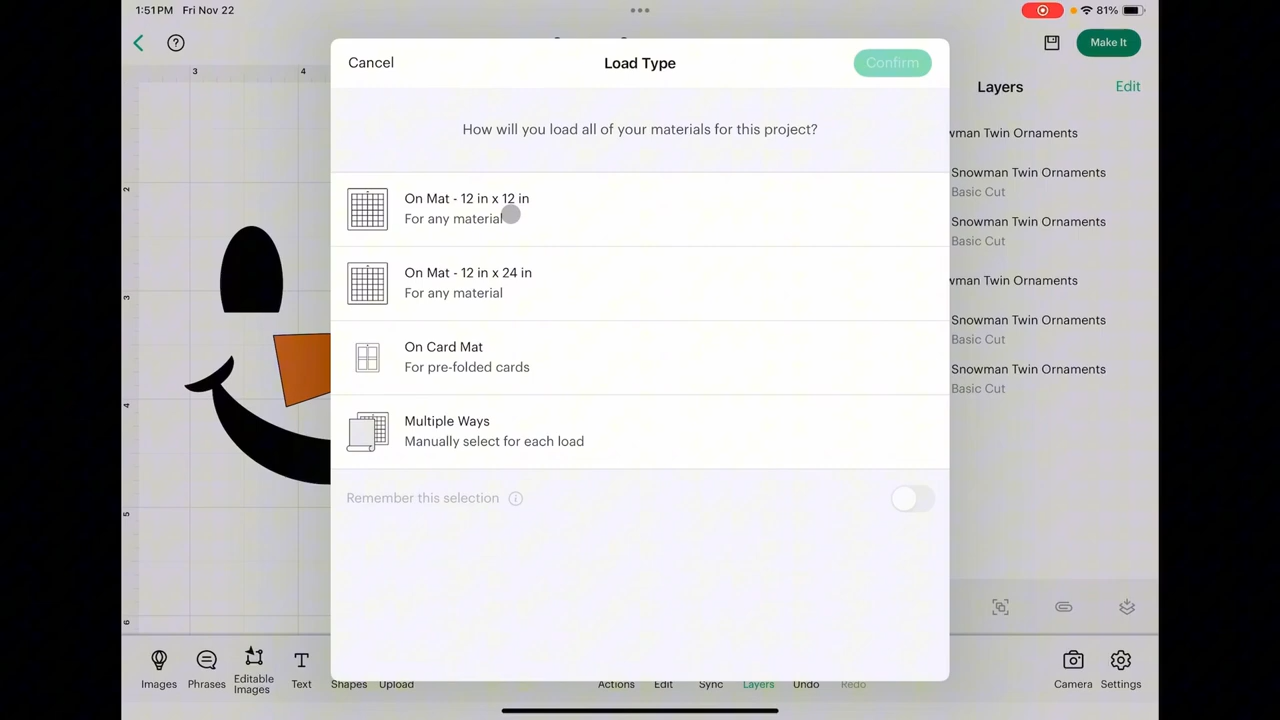 1:51 PM Fri Nov 22
81%
Make It
3
4
2
3
4
5
6
Cancel
Load Type
Confirm
How will you load all of your materials for this project?
On Mat - 12 in x 12 in
For any material
On Mat - 12 in x 24 in
For any material
On Card Mat
For pre-folded cards
Multiple Ways
Manually select for each load
Remember this selection
Layers
Edit
wman Twin Ornaments
Snowman Twin Ornaments
Basic Cut
Snowman Twin Ornaments
Basic Cut
wman Twin Ornaments
Snowman Twin Ornaments
Basic Cut
Snowman Twin Ornaments
Basic Cut
Images
Phrases
Editable
Images
Text
Shapes
Upload
Actions
Edit
Sync
Layers
Undo
Redo
Camera
Settings